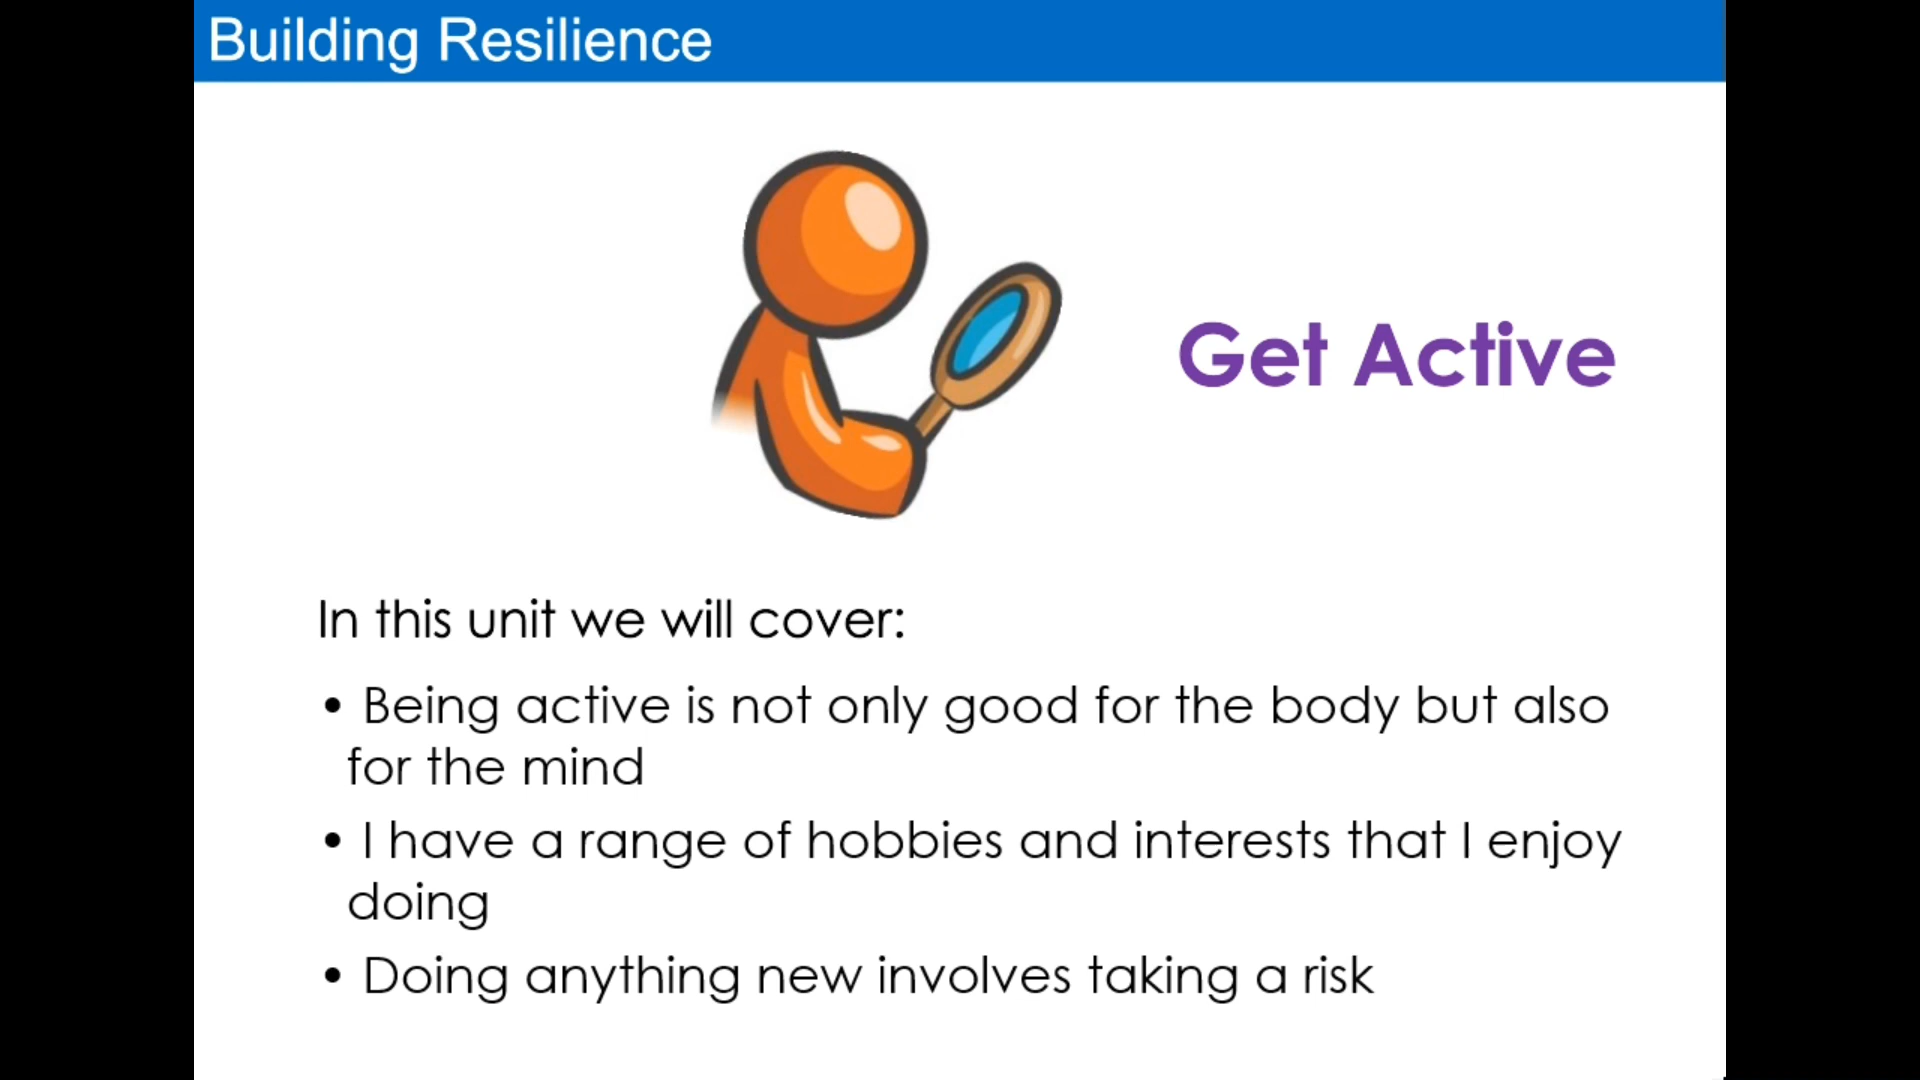 Building Resilience
Get Active
In this unit we will cover:
• Being active is not only good for the body but also
for the mind
• I have a range of hobbies and interests that I enjoy
doing
• Doing anything new involves taking a risk